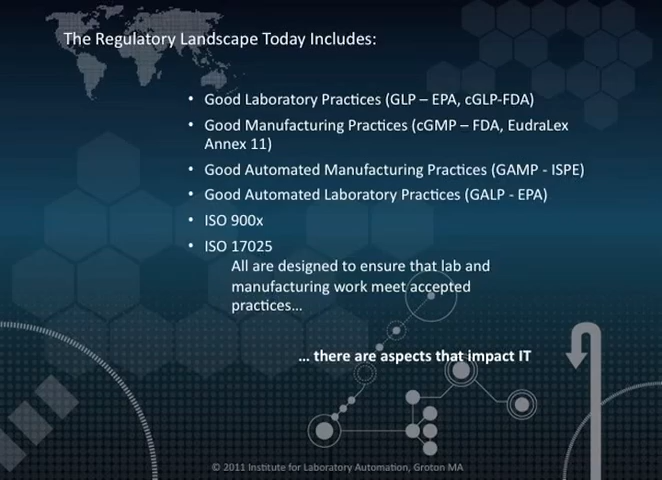 The Regulatory Landscape Today Includes:
• Good Laboratory Practices (GLP – EPA, cGLP-FDA)
• Good Manufacturing Practices (cGMP – FDA, EudraLex
Annex 11)
• Good Automated Manufacturing Practices (GAMP - ISPE)
• Good Automated Laboratory Practices (GALP - EPA)
• ISO 900x
• ISO 17025
All are designed to ensure that lab and
manufacturing work meet accepted
practices…
… there are aspects that impact IT
© 2011 Institute for Laboratory Automation, Groton MA